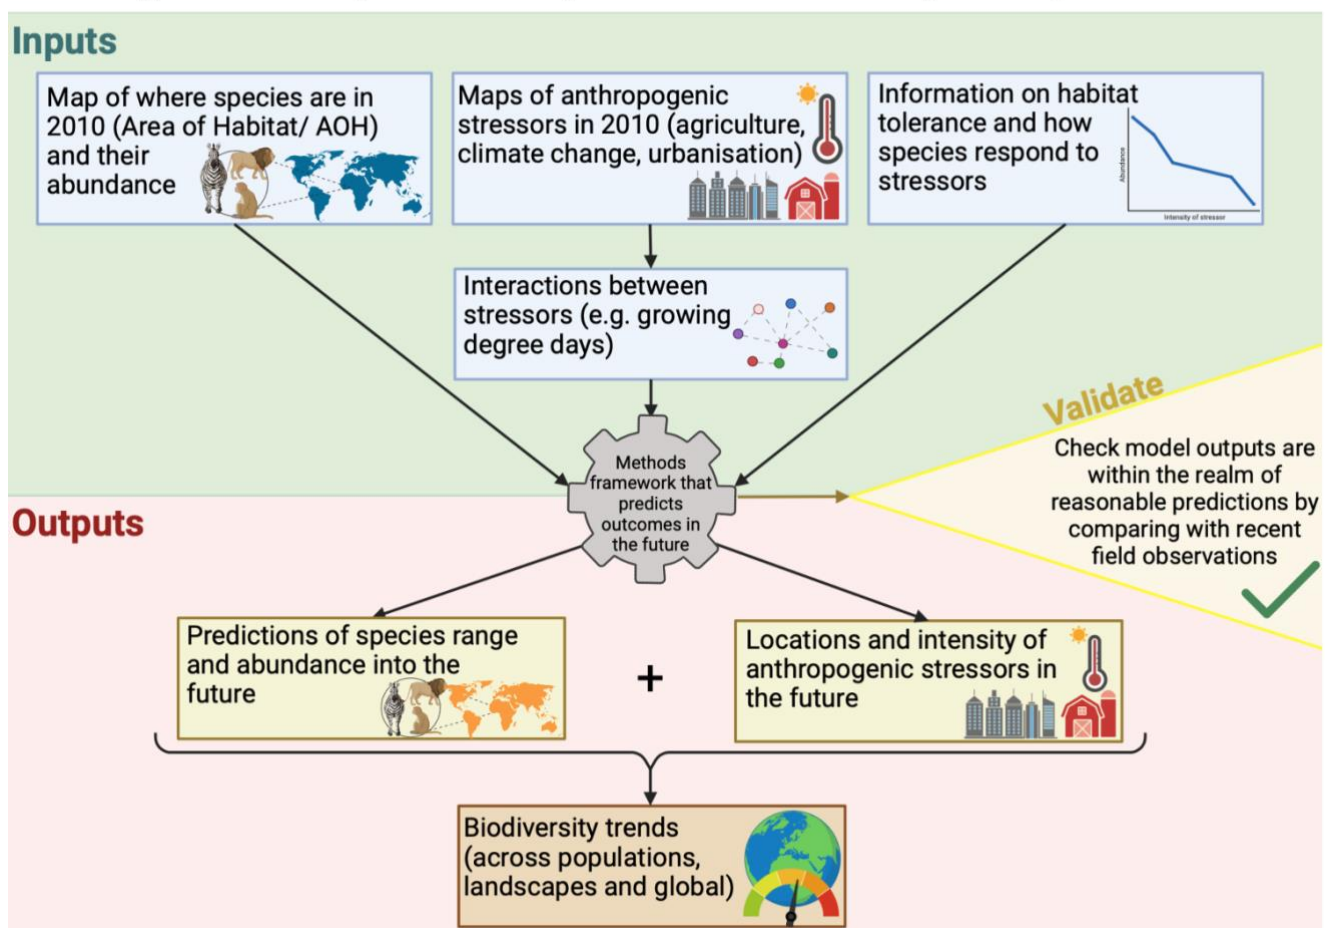 Inputs
Map of where species are in
2010 (Area of Habitat/ AOH)
and their
abundance
Maps of anthropogenic
stressors in 2010 (agriculture,
climate change, urbanisation)
Information on habitat
tolerance and how
species respond to
stressors
Abundance
Intensity of stressor
Interactions between
stressors (e.g. growing
degree days)
Methods
framework that
predicts
outcomes in
the future
Validate
Check model outputs are
within the realm of
reasonable predictions by
comparing with recent
field observations
Outputs
Predictions of species range
and abundance into the
future
+
Locations and intensity of
anthropogenic stressors in
the future
Biodiversity trends
(across populations,
landscapes and global)